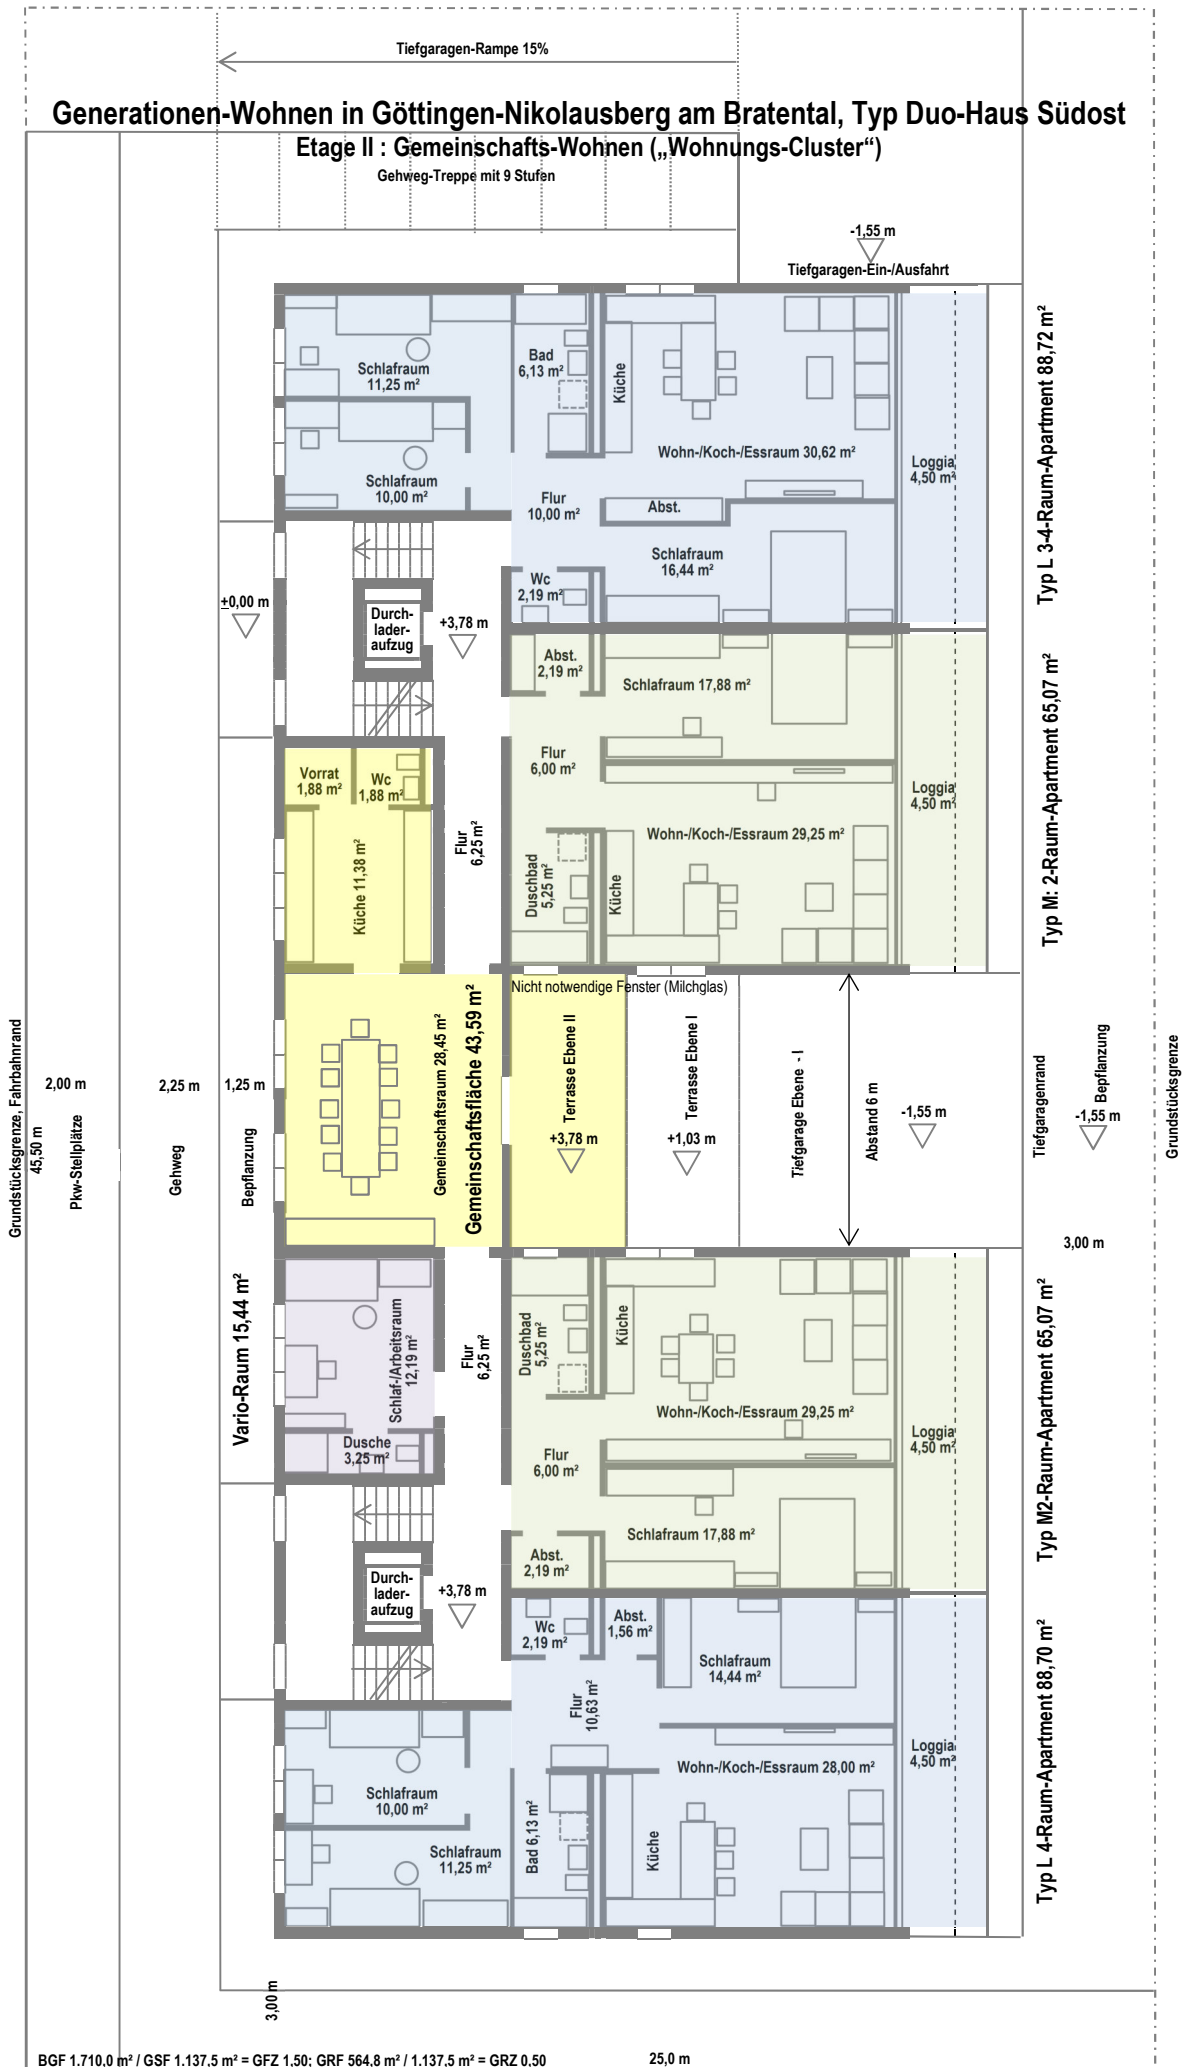 Tiefgaragen-Rampe 15%
Generationen-Wohnen in Göttingen-Nikolausberg am Bratental, Typ Duo-Haus Südost
Etage II : Gemeinschafts-Wohnen („Wohnungs-Cluster“)
Gehweg-Treppe mit 9 Stufen
-1,55 m
Tiefgaragen-Ein-/Ausfahrt
Schlafraum
11,25 m²
Bad
6,13 m²
Küche
Wohn-/Koch-/Essraum 30,62 m²
Loggia
4,50 m²
Typ L 3-4-Raum-Apartment 88,72 m²
Schlafraum
10,00 m²
Flur
10,00 m²
Abst.
Schlafraum
16,44 m²
Wc
2,19 m²
±0,00 m
Durch-
lader-
aufzug
+3,78 m
Abst.
2,19 m²
Schlafraum 17,88 m²
Flur
6,00 m²
Loggia
4,50 m²
Typ M: 2-Raum-Apartment 65,07 m²
Vorrat
1,88 m²
Wc
1,88 m²
Küche 11,38 m²
Flur
6,25 m²
Duschbad
5,25 m²
Küche
Wohn-/Koch-/Essraum 29,25 m²
Nicht notwendige Fenster (Milchglas)
Grundstücksgrenze, Fahrbahnrand
45,50 m
2,00 m
Pkw-Stellplätze
2,25 m
Gehweg
1,25 m
Bepflanzung
Gemeinschaftsraum 28,45 m²
Gemeinschaftsfläche 43,59 m²
Terrasse Ebene II
+3,78 m
Terrasse Ebene I
+1,03 m
Tiefgarage Ebene - I
Abstand 6 m
-1,55 m
Tiefgaragenrand
Bepflanzung
-1,55 m
Grundstücksgrenze
3,00 m
Vario-Raum 15,44 m²
Schlaf-/Arbeitsraum
12,19 m²
Flur
6,25 m²
Duschbad
5,25 m²
Küche
Wohn-/Koch-/Essraum 29,25 m²
Loggia
4,50 m²
Typ M2-Raum-Apartment 65,07 m²
Dusche
3,25 m²
Flur
6,00 m²
Schlafraum 17,88 m²
Abst.
2,19 m²
Durch-
lader-
aufzug
+3,78 m
Wc
2,19 m²
Abst.
1,56 m²
Schlafraum
14,44 m²
Flur
10,63 m²
Loggia
4,50 m²
Typ L 4-Raum-Apartment 88,70 m²
Wohn-/Koch-/Essraum 28,00 m²
Schlafraum
10,00 m²
Schlafraum
11,25 m²
Bad 6,13 m²
Küche
3,00 m
BGF 1.710,0 m² / GSF 1.137,5 m² = GFZ 1,50; GRF 564,8 m² / 1.137,5 m² = GRZ 0,50
25,0 m